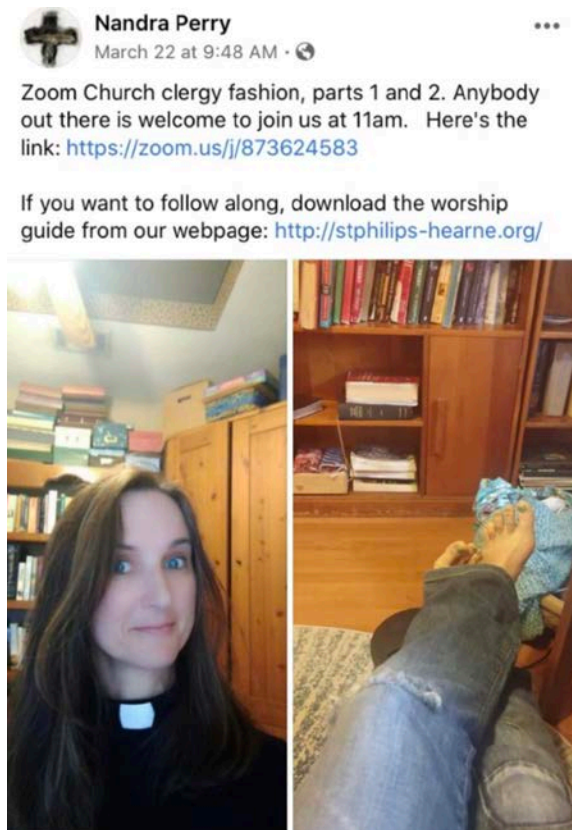 Nandra Perry
March 22 at 9:48 AM ·
Zoom Church clergy fashion, parts 1 and 2. Anybody
out there is welcome to join us at 11am. Here's the
link: https://zoom.us/j/873624583
If you want to follow along, download the worship
guide from our webpage: http://stphilips-hearne.org/